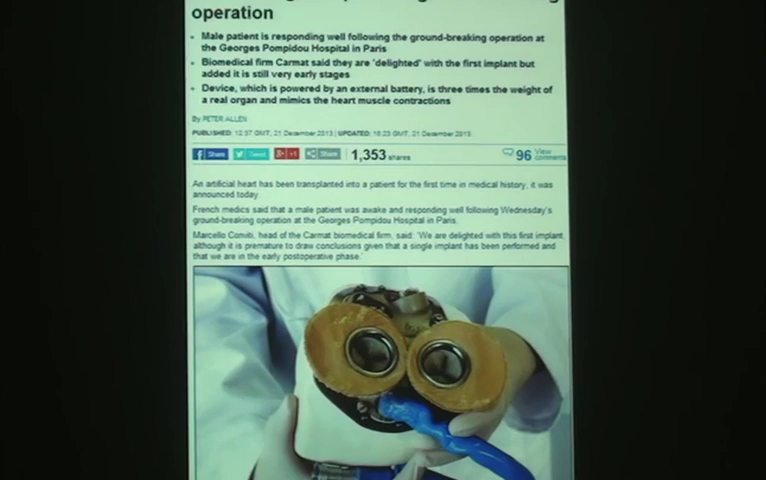 operation
Male patient is responding well following the ground-breaking operation at
the Georges Pompidou Hospital in Paris
Biomedical firm Carmat said they are 'delighted' with the first implant but
added it is still very early stages
Device, which is powered by an external battery, is three times the weight of
a real organ and mimics the heart muscle contractions
By PETER ALLEN
PUBLISHED: 12:37 GMT, 21 December 2013 | UPDATED: 16:23 GMT, 21 December 2013
Share Tweet +1 Share 1,353 shares 96 View comments
An artificial heart has been transplanted into a patient for the first time in medical history, it was
announced today.
French medics said that a male patient was awake and responding well following Wednesday's
ground-breaking operation at the Georges Pompidou Hospital in Paris.
Marcello Conviti, head of the Carmat biomedical firm, said: 'We are delighted with this first implant,
although it is premature to draw conclusions given that a single implant has been performed and
that we are in the early postoperative phase.'